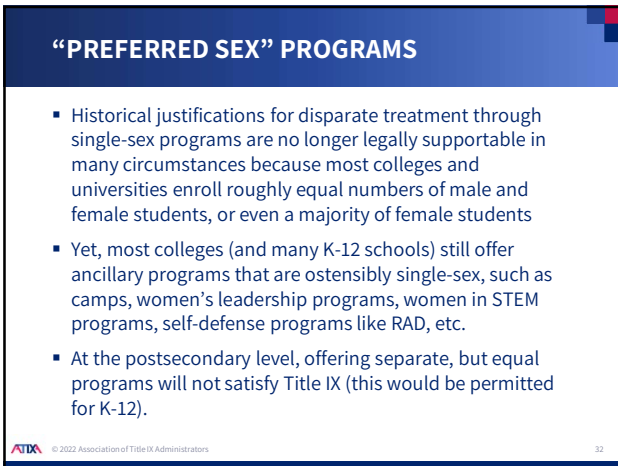 “PREFERRED SEX” PROGRAMS
▪ Historical justifications for disparate treatment through
single-sex programs are no longer legally supportable in
many circumstances because most colleges and
universities enroll roughly equal numbers of male and
female students, or even a majority of female students
▪ Yet, most colleges (and many K-12 schools) still offer
ancillary programs that are ostensibly single-sex, such as
camps, women’s leadership programs, women in STEM
programs, self-defense programs like RAD, etc.
▪ At the postsecondary level, offering separate, but equal
programs will not satisfy Title IX (this would be permitted
for K-12).
ATIXA © 2022 Association of Title IX Administrators 32